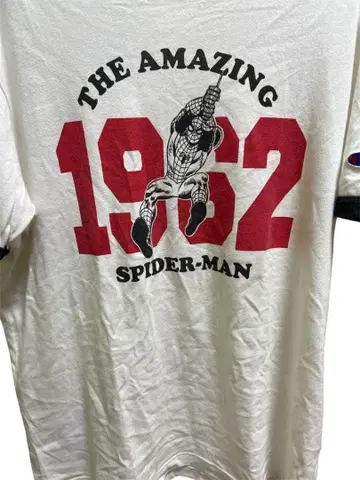 THE AMAZING
1962
SPIDER-MAN